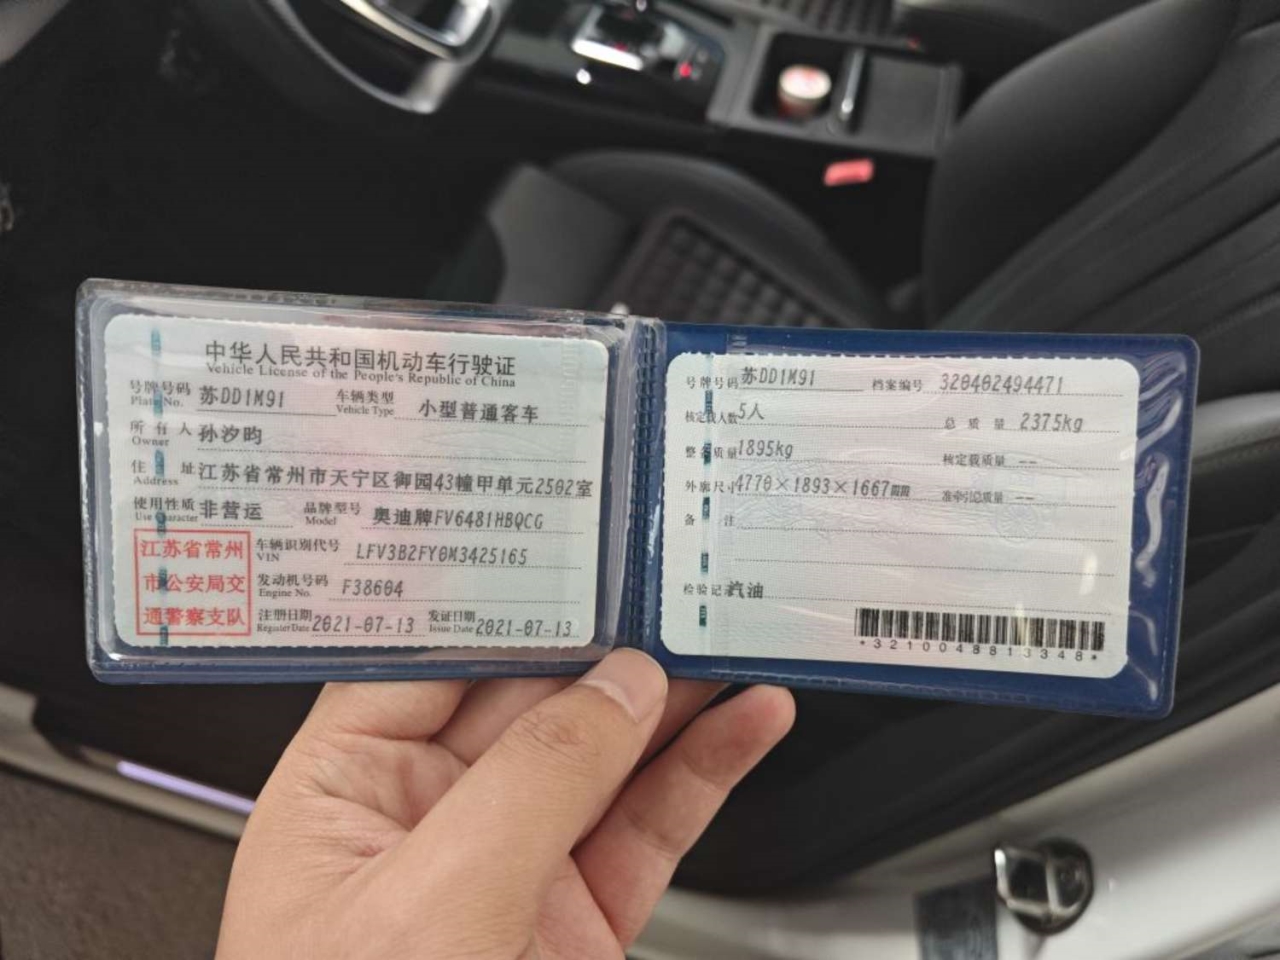 中华人民共和国机动车行驶证
Vehicle License of the People's Republic of China
号牌号码 苏DD1M91 车辆类型 小型普通客车
Plate No. Vehicle Type
所有人 孙汐昀
Owner
住址 江苏省常州市天宁区御园43幢甲单元2502室
Address
使用性质 非营运 品牌型号 奥迪牌FV6481HBQCG
Use Character Model
江苏省常州
市公安局交
通警察支队
车辆识别代号 LFV3B2FY0M3425165
VIN
发动机号码 F38604
Engine No.
注册日期 2021-07-13 发证日期 2021-07-13
Register Date Issue Date
号牌号码 苏DD1M91 档案编号 320402494471
核定载人数 5人 总质量 2375kg
整备质量 1895kg 核定载质量 --
外廓尺寸 4770×1893×1667mm 准牵引总质量 --
备注
检验记录 汽油
*3210048813348*